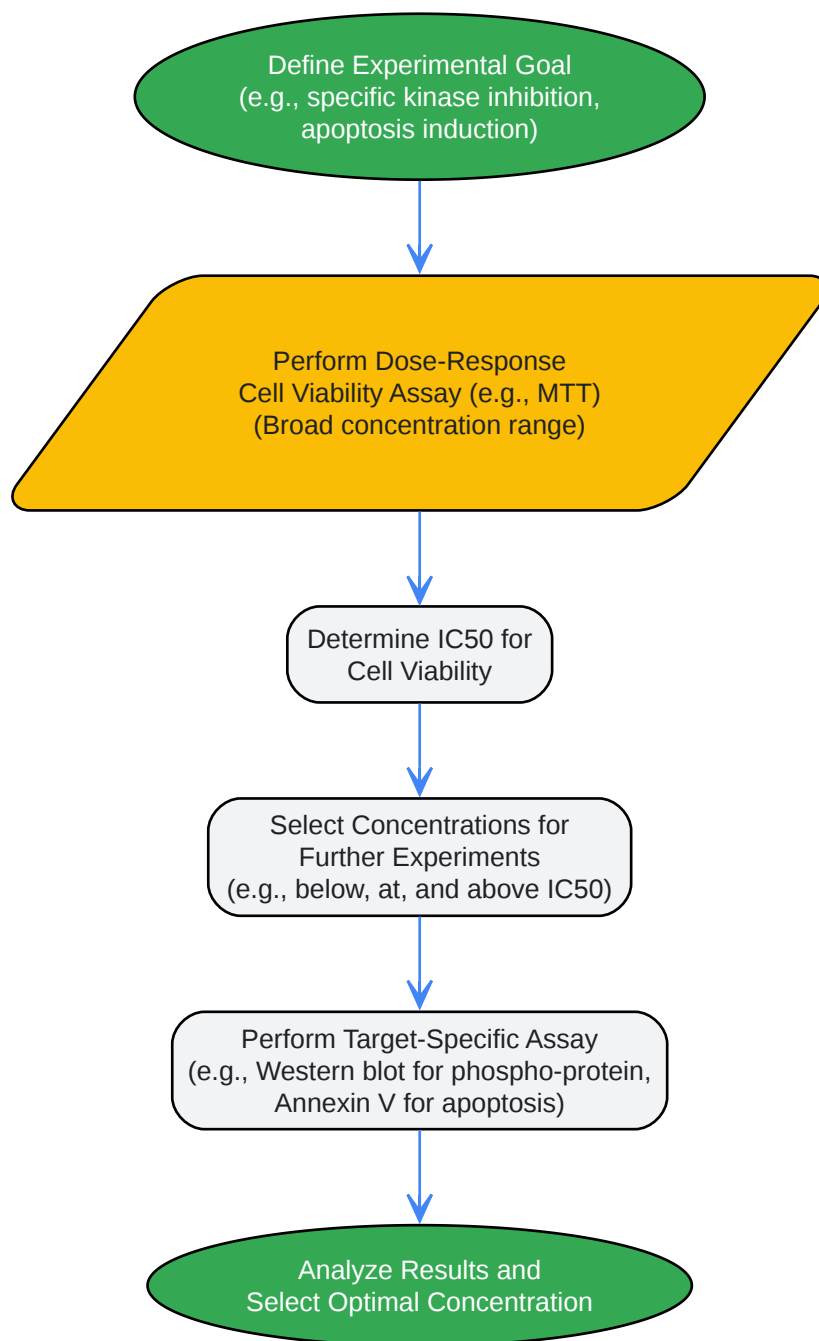 Define Experimental Goal
(e.g., specific kinase inhibition,
apoptosis induction)
Perform Dose-Response
Cell Viability Assay (e.g., MTT)
(Broad concentration range)
Determine IC50 for
Cell Viability
Select Concentrations for
Further Experiments
(e.g., below, at, and above IC50)
Perform Target-Specific Assay
(e.g., Western blot for phospho-protein,
Annexin V for apoptosis)
Analyze Results and
Select Optimal Concentration